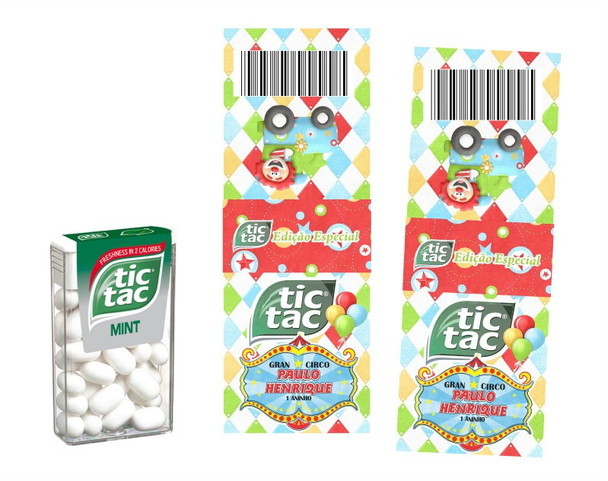 FRESHNESS IN 2 CALORIES
tic
tac
MINT
tic
tac
Edição Especial
tic
tac
GRAN CIRCO
PAULO
HENRIQUE
1 ANINHO
tic
tac
Edição Especial
tic
tac
GRAN CIRCO
PAULO
HENRIQUE
1 ANINHO